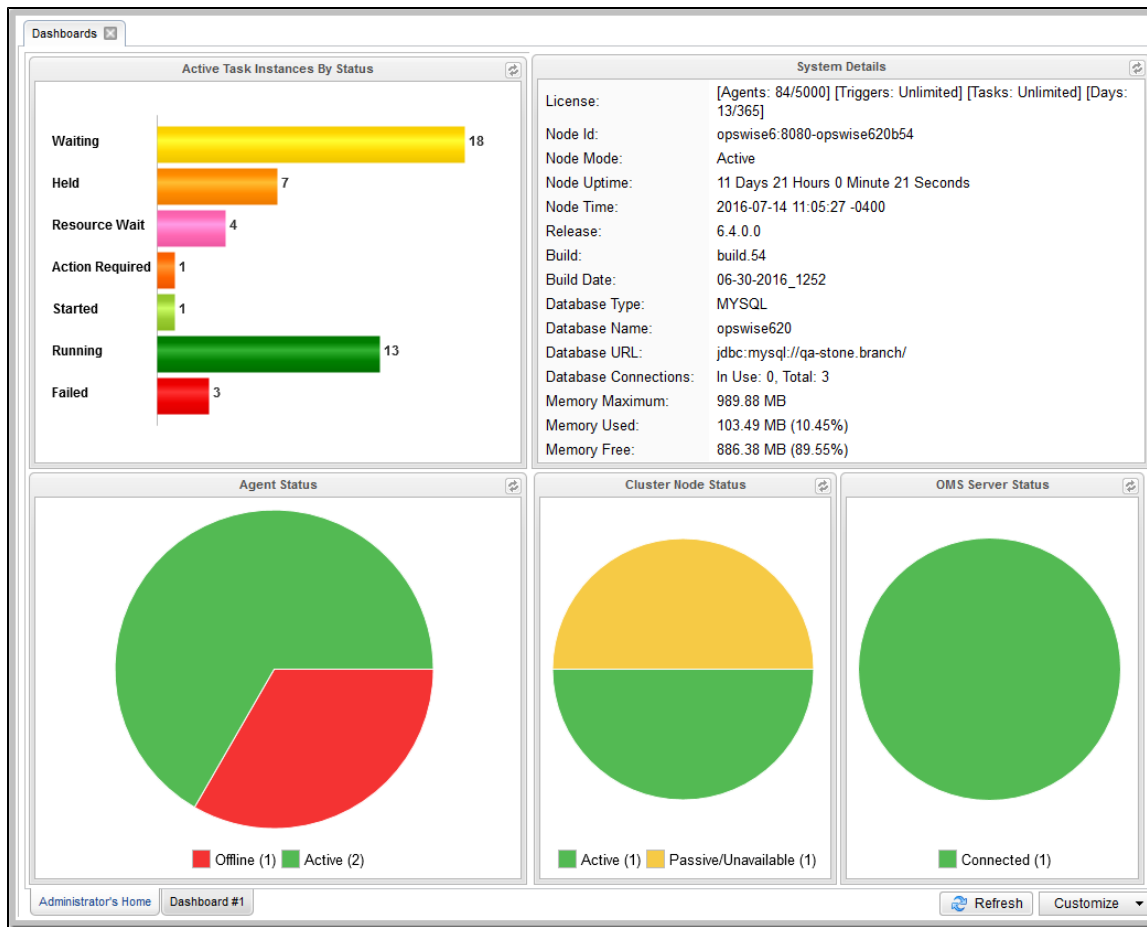 Dashboards
Active Task Instances By Status
Waiting 18
Held 7
Resource Wait 4
Action Required 1
Started 1
Running 13
Failed 3
System Details
License: [Agents: 84/5000] [Triggers: Unlimited] [Tasks: Unlimited] [Days:
13/365]
Node Id: opswise6:8080-opswise620b54
Node Mode: Active
Node Uptime: 11 Days 21 Hours 0 Minute 21 Seconds
Node Time: 2016-07-14 11:05:27 -0400
Release: 6.4.0.0
Build: build.54
Build Date: 06-30-2016_1252
Database Type: MYSQL
Database Name: opswise620
Database URL: jdbc:mysql://qa-stone.branch/
Database Connections: In Use: 0, Total: 3
Memory Maximum: 989.88 MB
Memory Used: 103.49 MB (10.45%)
Memory Free: 886.38 MB (89.55%)
Agent Status
Offline (1) Active (2)
Cluster Node Status
Active (1) Passive/Unavailable (1)
OMS Server Status
Connected (1)
Administrator's Home Dashboard #1 Refresh Customize